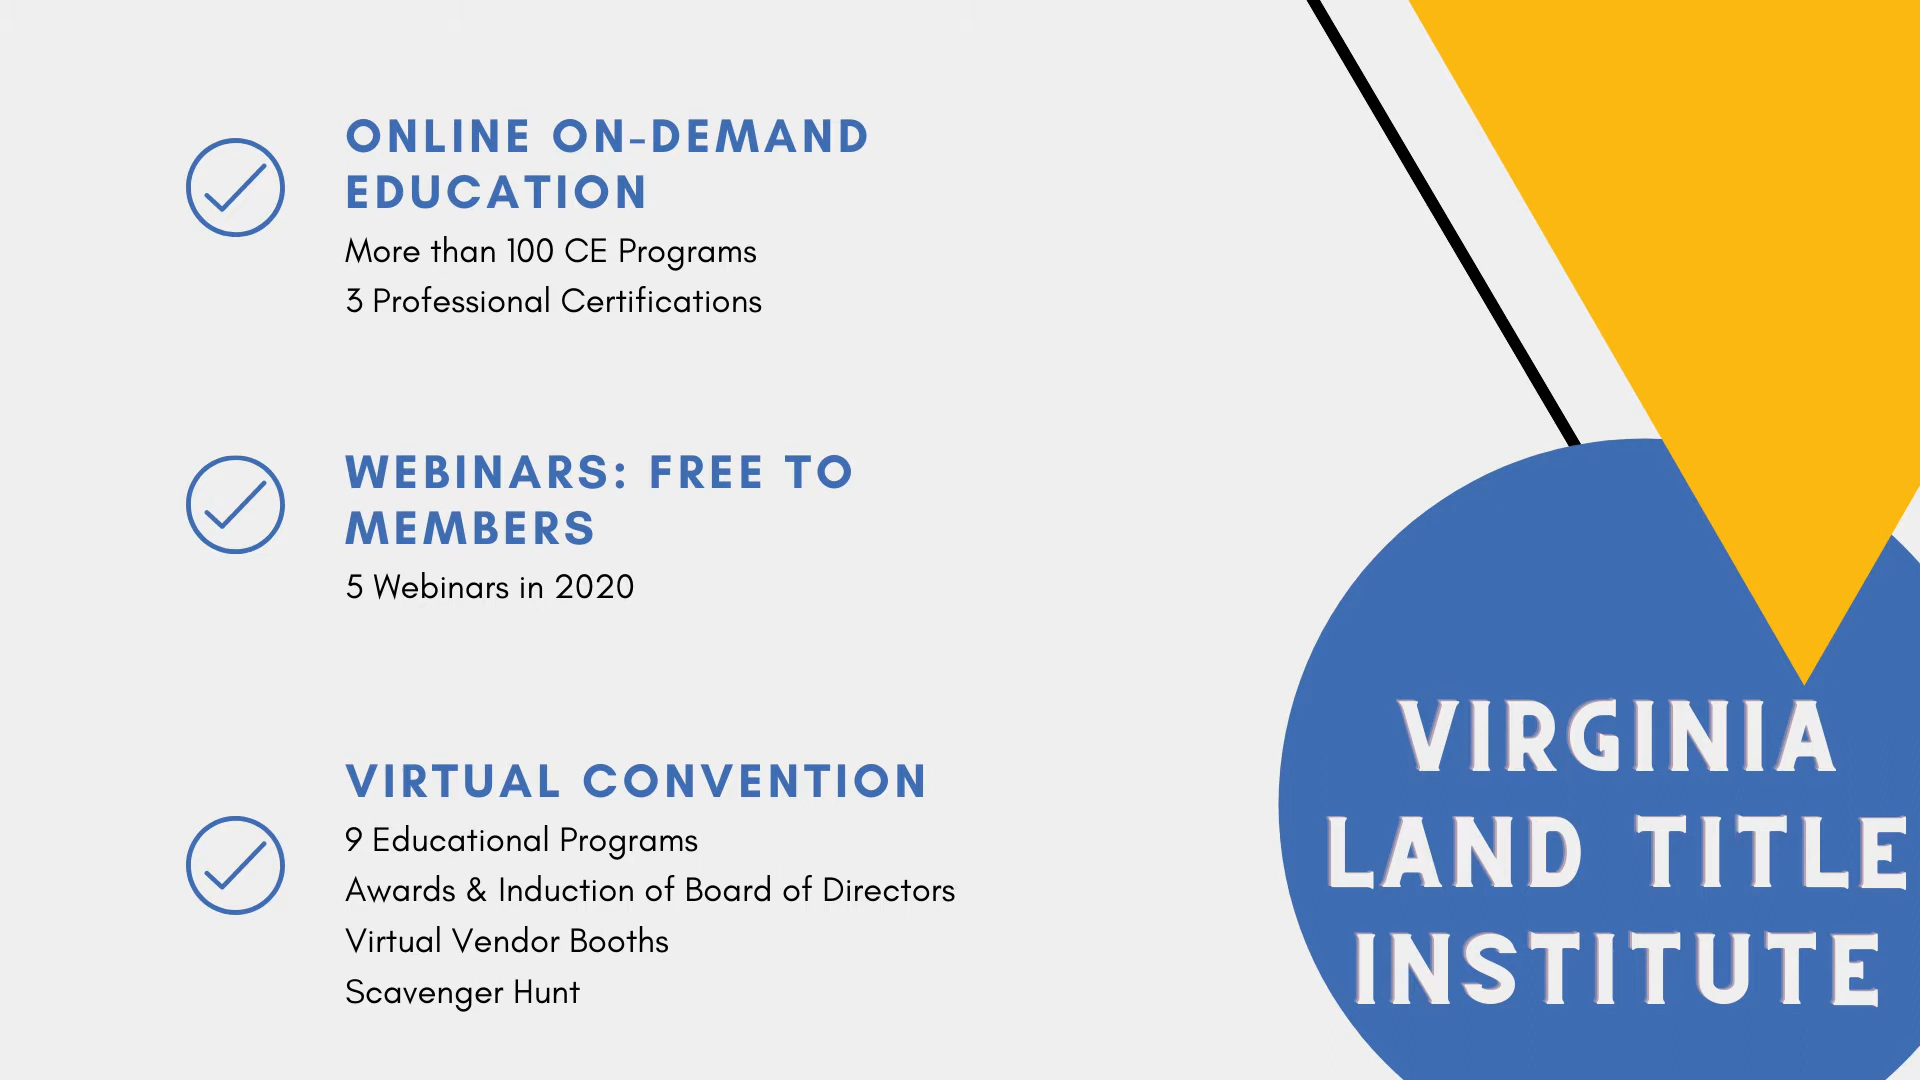 ONLINE ON-DEMAND
EDUCATION
More than 100 CE Programs
3 Professional Certifications
WEBINARS: FREE TO
MEMBERS
5 Webinars in 2020
VIRTUAL CONVENTION
9 Educational Programs
Awards & Induction of Board of Directors
Virtual Vendor Booths
Scavenger Hunt
VIRGINIA
LAND TITLE
INSTITUTE